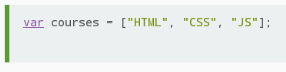 var courses = ["HTML", "CSS", "JS"];